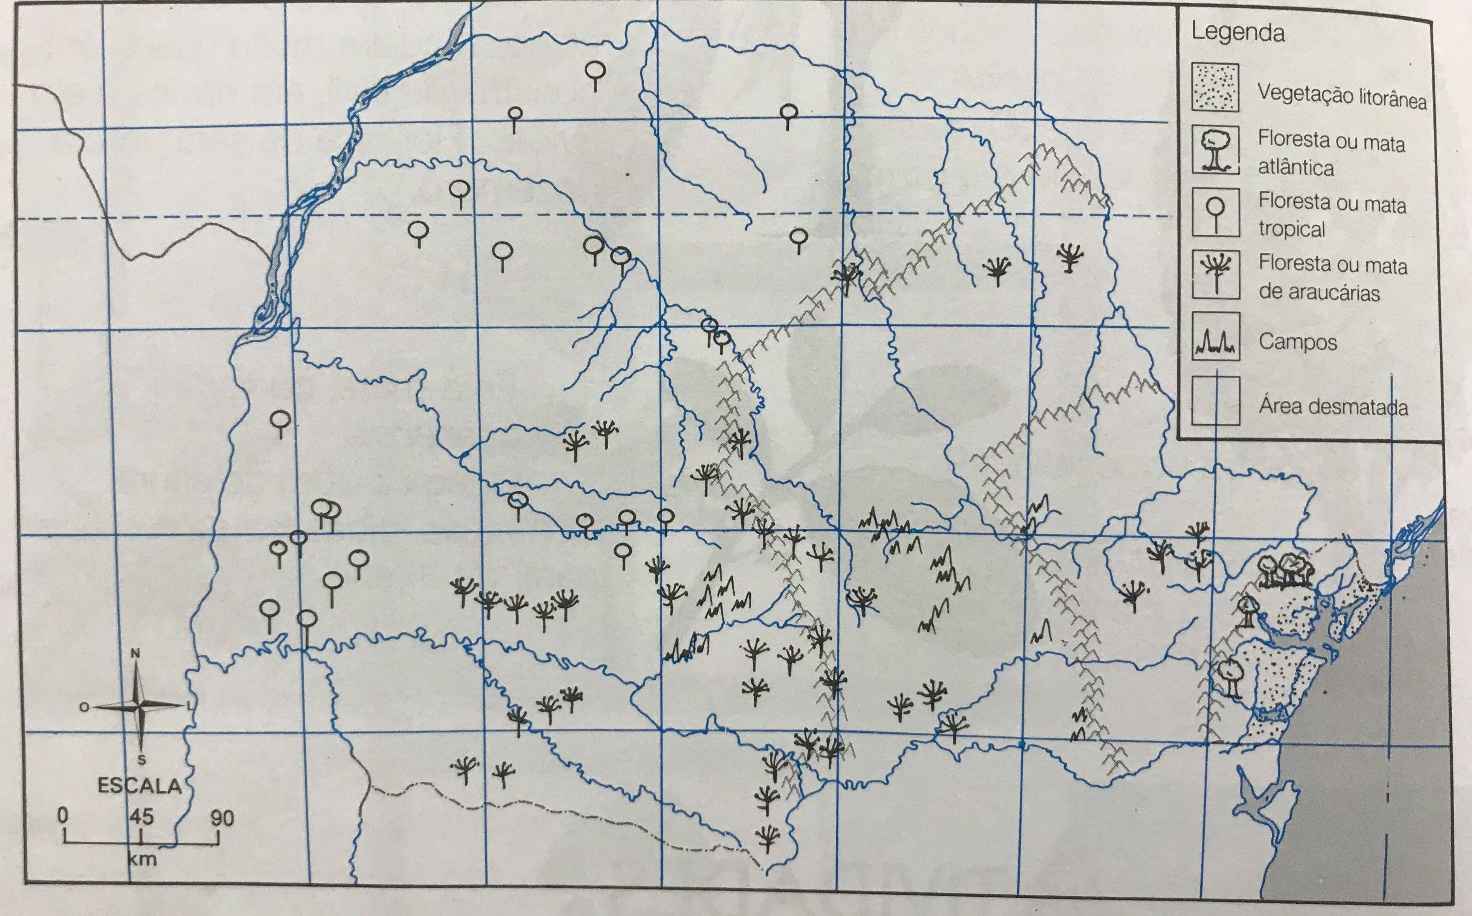 Legenda
Vegetação litorânea
Floresta ou mata
atlântica
Floresta ou mata
tropical
Floresta ou mata
de araucárias
Campos
Área desmatada
N
O
L
S
ESCALA
0 45 90
km